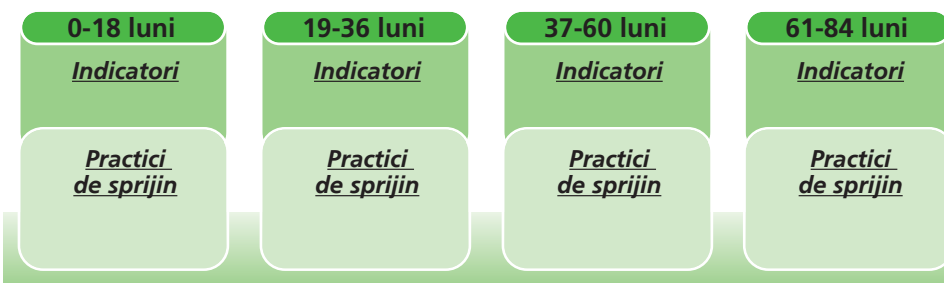 0-18 luni
Indicatori
Practici
de sprijin
19-36 luni
Indicatori
Practici
de sprijin
37-60 luni
Indicatori
Practici
de sprijin
61-84 luni
Indicatori
Practici
de sprijin